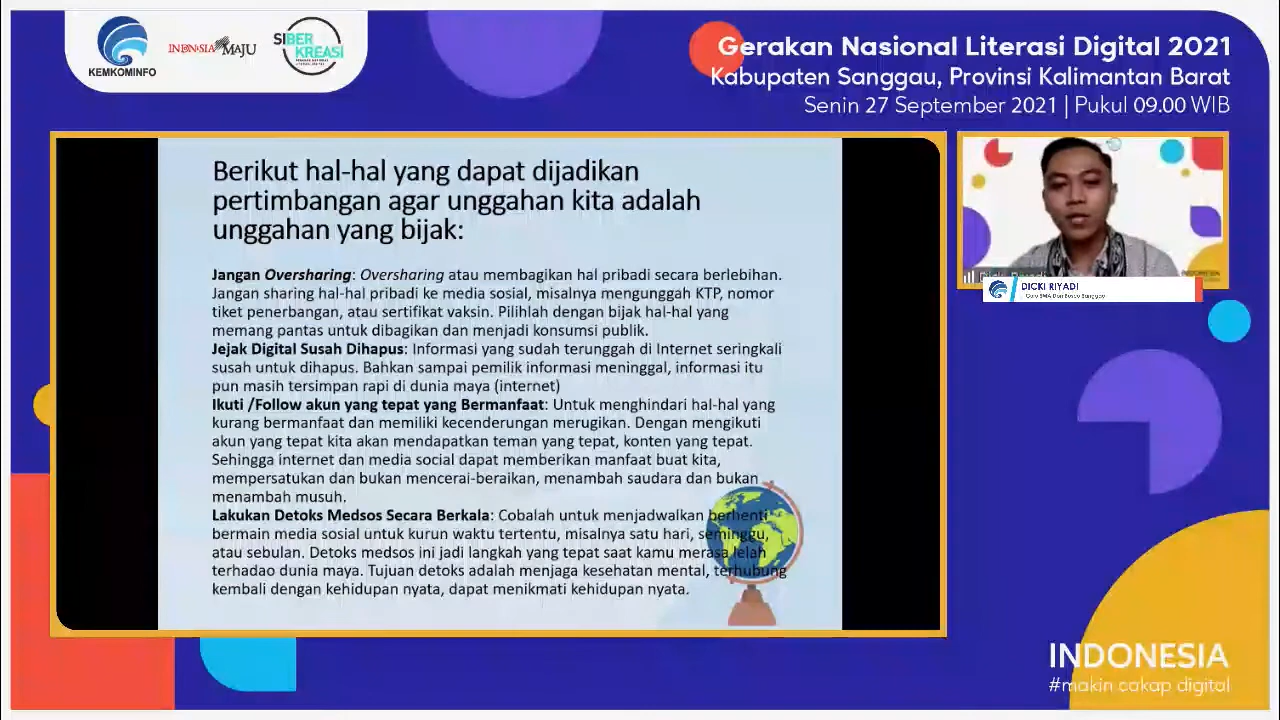 KEMKOMINFO
INDONESIA MAJU
SIBER
KREASI
Gerakan Nasional Literasi Digital 2021
Kabupaten Sanggau, Provinsi Kalimantan Barat
Senin 27 September 2021 | Pukul 09.00 WIB
Berikut hal-hal yang dapat dijadikan
pertimbangan agar unggahan kita adalah
unggahan yang bijak:
Jangan Oversharing: Oversharing atau membagikan hal pribadi secara berlebihan.
Jangan sharing hal-hal pribadi ke media sosial, misalnya mengunggah KTP, nomor
tiket penerbangan, atau sertifikat vaksin. Pilihlah dengan bijak hal-hal yang
memang pantas untuk dibagikan dan menjadi konsumsi publik.
Jejak Digital Susah Dihapus: Informasi yang sudah terunggah di Internet seringkali
susah untuk dihapus. Bahkan sampai pemilik informasi meninggal, informasi itu
pun masih tersimpan rapi di dunia maya (internet)
Ikuti /Follow akun yang tepat yang Bermanfaat: Untuk menghindari hal-hal yang
kurang bermanfaat dan memiliki kecenderungan merugikan. Dengan mengikuti
akun yang tepat kita akan mendapatkan teman yang tepat, konten yang tepat.
Sehingga internet dan media social dapat memberikan manfaat buat kita,
mempersatukan dan bukan mencerai-beraikan, menambah saudara dan bukan
menambah musuh.
Lakukan Detoks Medsos Secara Berkala: Cobalah untuk menjadwalkan berhenti
bermain media sosial untuk kurun waktu tertentu, misalnya satu hari, seminggu,
atau sebulan. Detoks medsos ini jadi langkah yang tepat saat kamu merasa lelah
terhadao dunia maya. Tujuan detoks adalah menjaga kesehatan mental, terhubung
kembali dengan kehidupan nyata, dapat menikmati kehidupan nyata.
Dicki Riyadi
DICKI RIYADI
Guru SMA Don Bosco Sanggau
INDONESIA
#makin cakap digital